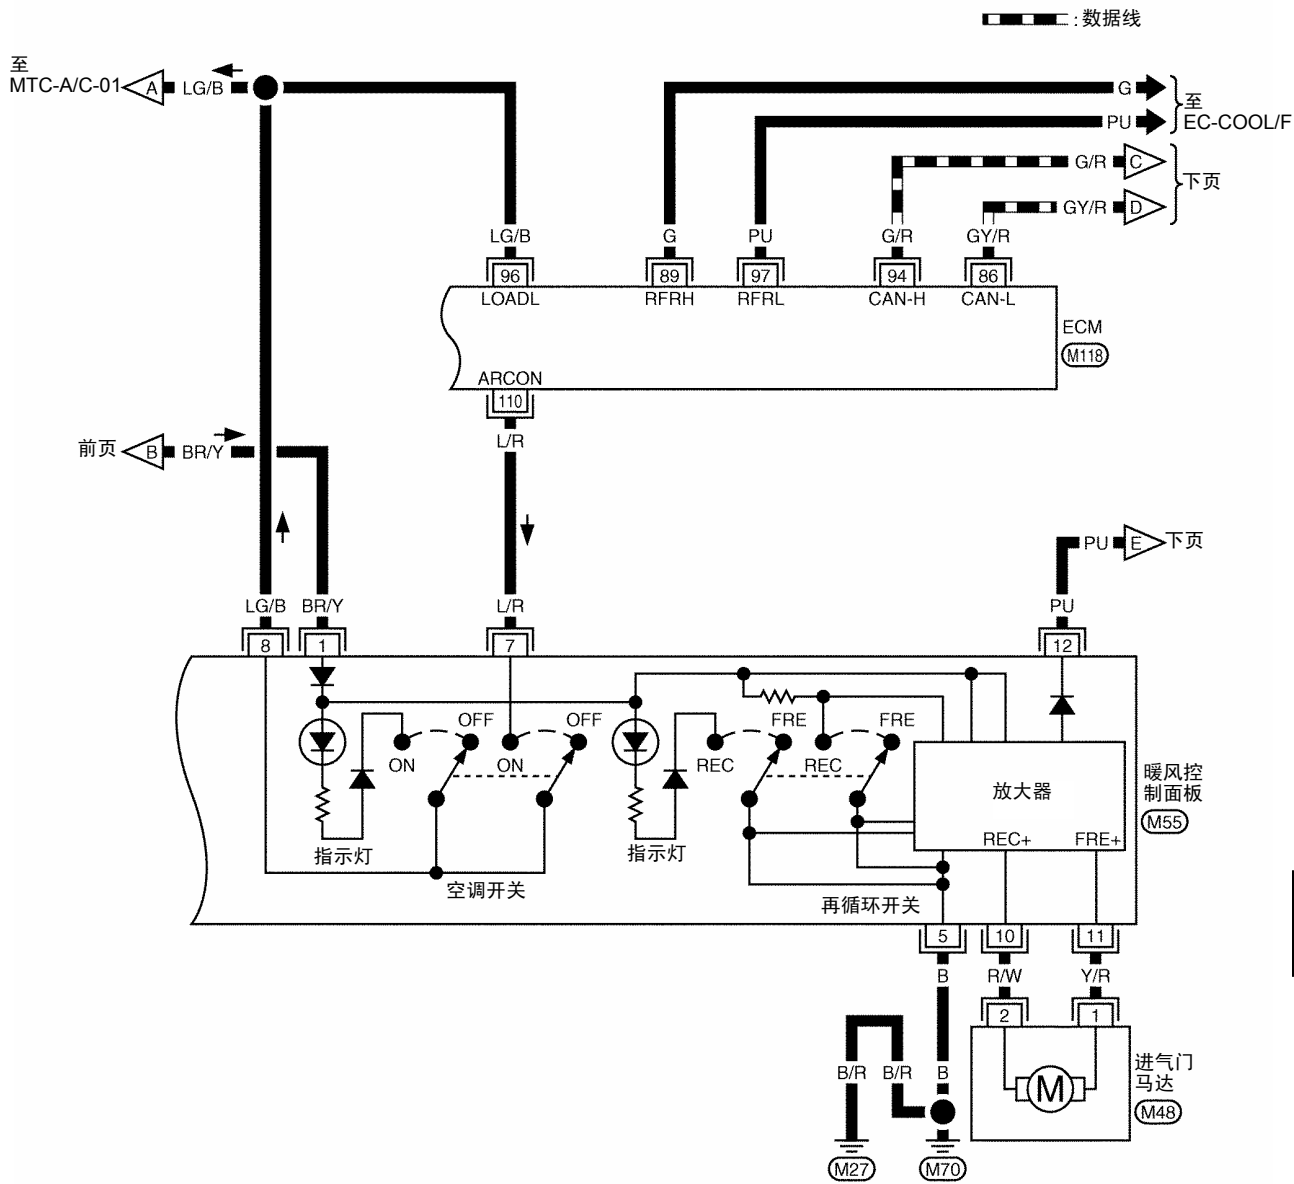 : 数据线
至
MTC-A/C-01 A LG/B
G
至
PU
EC-COOL/F
G/R C
下页
GY/R D
LG/B G PU G/R GY/R
96 89 97 94 86
LOADL RFRH RFRL CAN-H CAN-L
ECM
M118
ARCON
110
L/R
前页 B BR/Y
PU E 下页
LG/B BR/Y L/R PU
8 1 7 12
OFF OFF FRE FRE
ON ON REC REC
放大器
暖风控
制面板
M55
REC+ FRE+
指示灯 指示灯
空调开关
再循环开关
5 10 11
B R/W Y/R
2 1
B/R B/R B
M
进气门
马达
M48
M27 M70